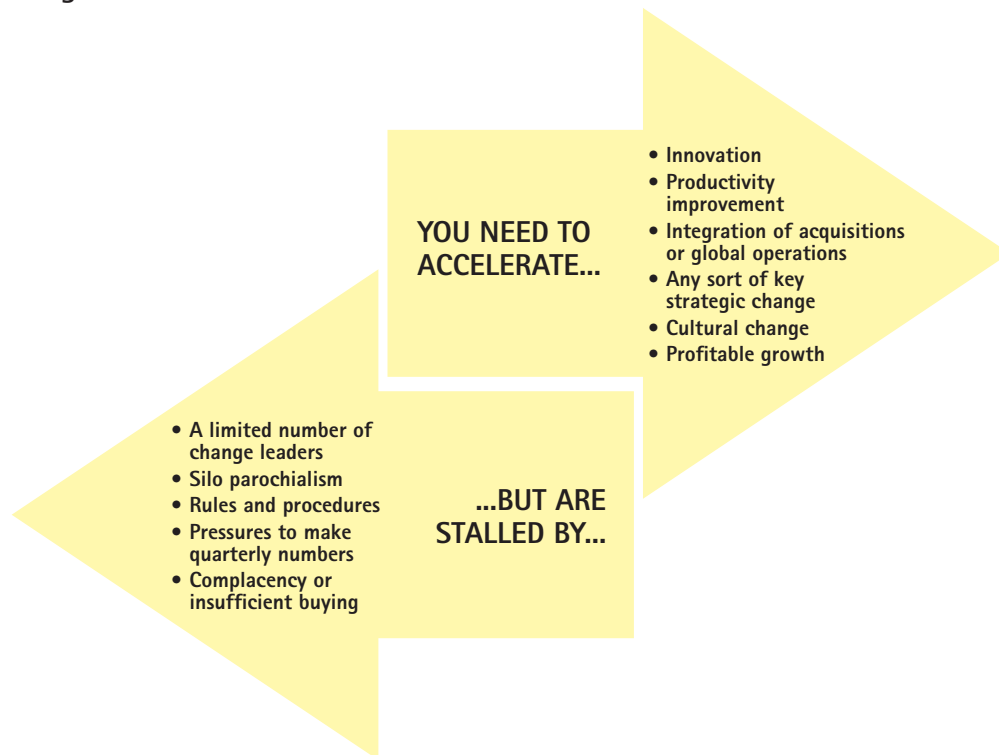 YOU NEED TO
ACCELERATE...
• Innovation
• Productivity
improvement
• Integration of acquisitions
or global operations
• Any sort of key
strategic change
• Cultural change
• Profitable growth
...BUT ARE
STALLED BY...
• A limited number of
change leaders
• Silo parochialism
• Rules and procedures
• Pressures to make
quarterly numbers
• Complacency or
insufficient buying